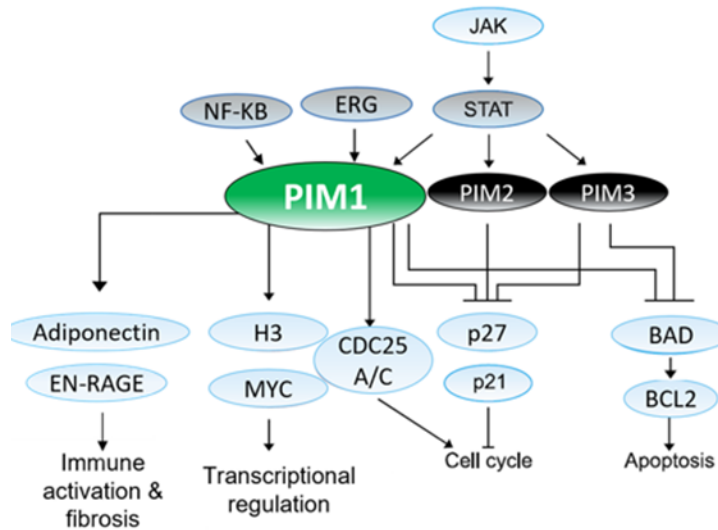 JAK
NF-KB
ERG
STAT
PIM1
PIM2
PIM3
Adiponectin
H3
CDC25
A/C
p27
BAD
EN-RAGE
MYC
p21
BCL2
Immune
activation &
fibrosis
Transcriptional
regulation
Cell cycle
Apoptosis